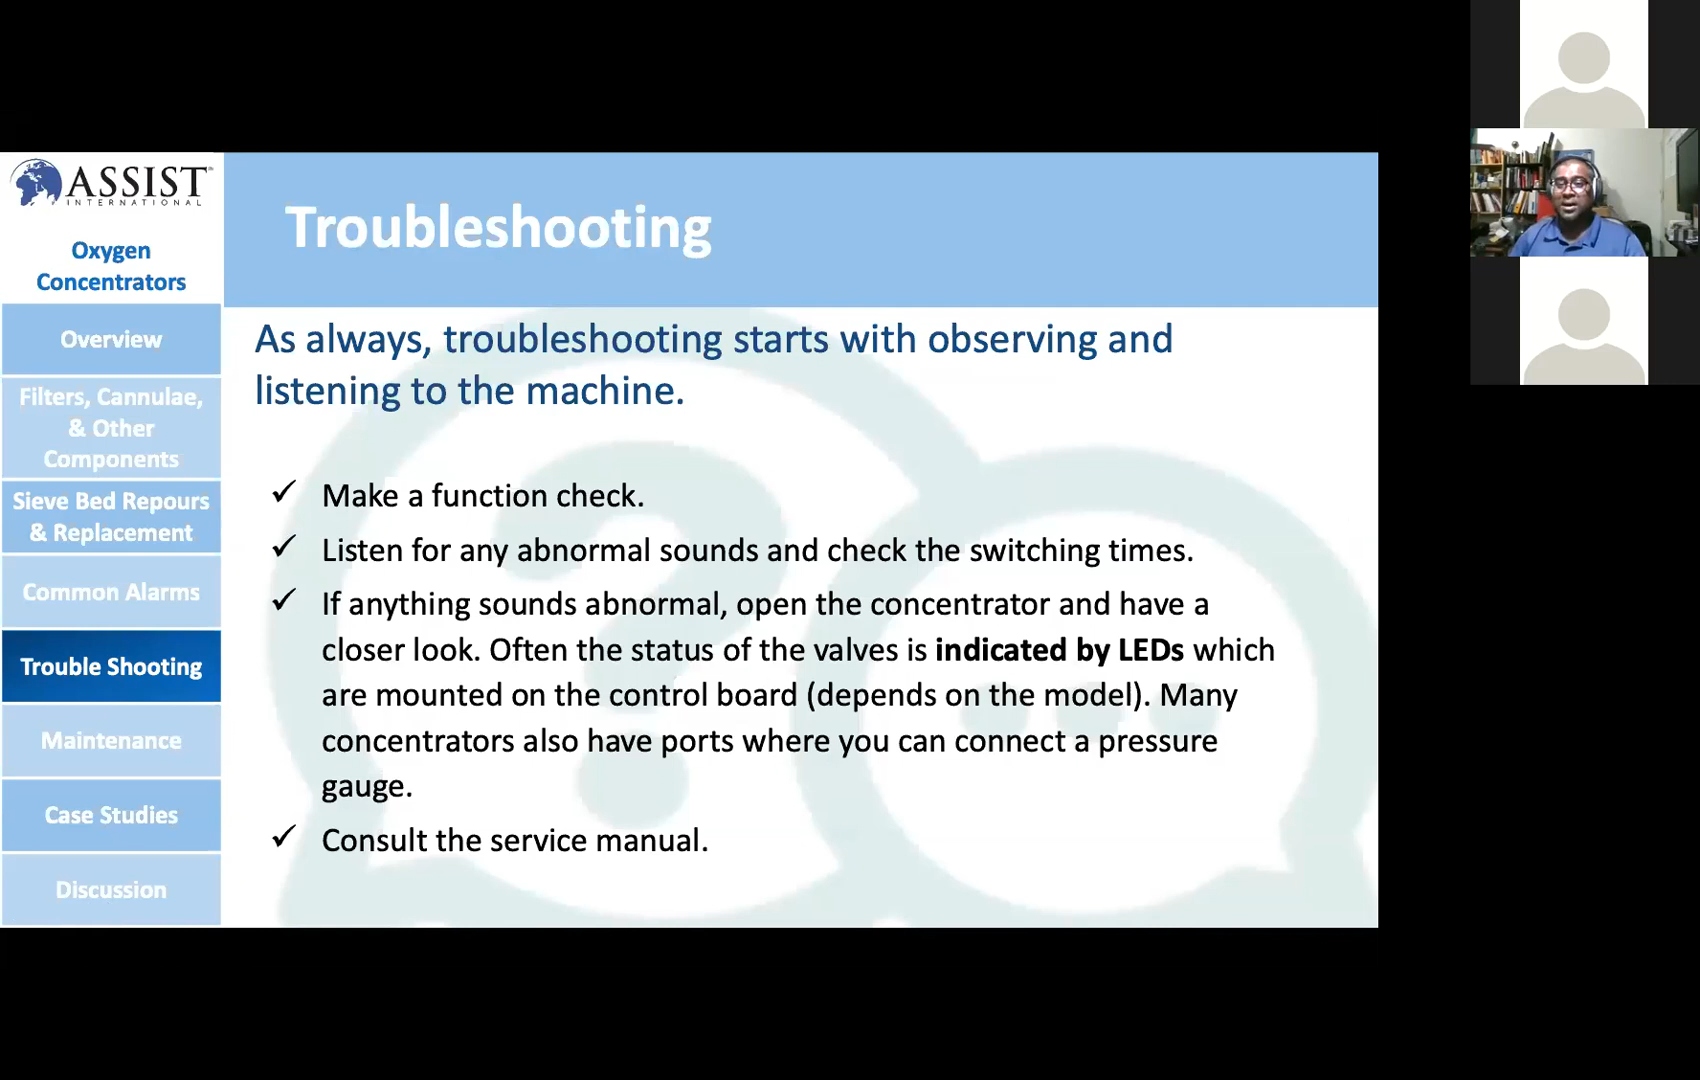 ASSIST
INTERNATIONAL
Oxygen
Concentrators
Overview
Filters, Cannulae,
& Other
Components
Sieve Bed Repours
& Replacement
Common Alarms
Trouble Shooting
Maintenance
Case Studies
Discussion
Troubleshooting
As always, troubleshooting starts with observing and
listening to the machine.
✓ Make a function check.
✓ Listen for any abnormal sounds and check the switching times.
✓ If anything sounds abnormal, open the concentrator and have a
closer look. Often the status of the valves is indicated by LEDs which
are mounted on the control board (depends on the model). Many
concentrators also have ports where you can connect a pressure
gauge.
✓ Consult the service manual.